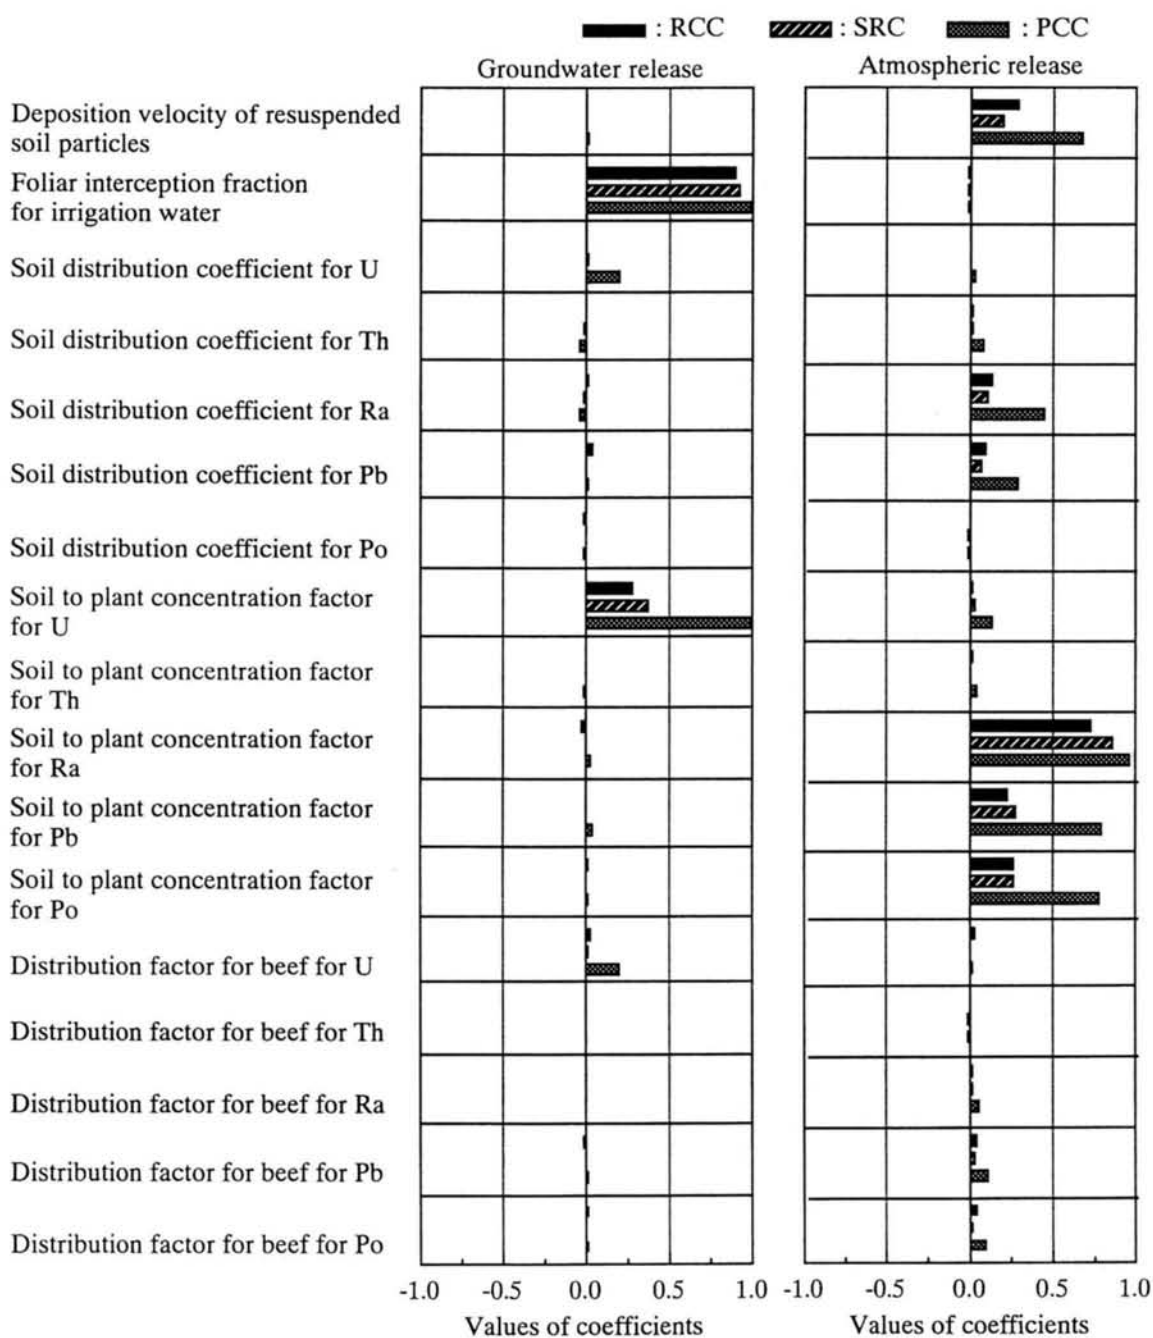 : RCC : SRC : PCC
Groundwater release Atmospheric release
Deposition velocity of resuspended
soil particles
Foliar interception fraction
for irrigation water
Soil distribution coefficient for U
Soil distribution coefficient for Th
Soil distribution coefficient for Ra
Soil distribution coefficient for Pb
Soil distribution coefficient for Po
Soil to plant concentration factor
for U
Soil to plant concentration factor
for Th
Soil to plant concentration factor
for Ra
Soil to plant concentration factor
for Pb
Soil to plant concentration factor
for Po
Distribution factor for beef for U
Distribution factor for beef for Th
Distribution factor for beef for Ra
Distribution factor for beef for Pb
Distribution factor for beef for Po
-1.0 -0.5 0.0 0.5 1.0 -1.0 -0.5 0.0 0.5 1.0
Values of coefficients Values of coefficients